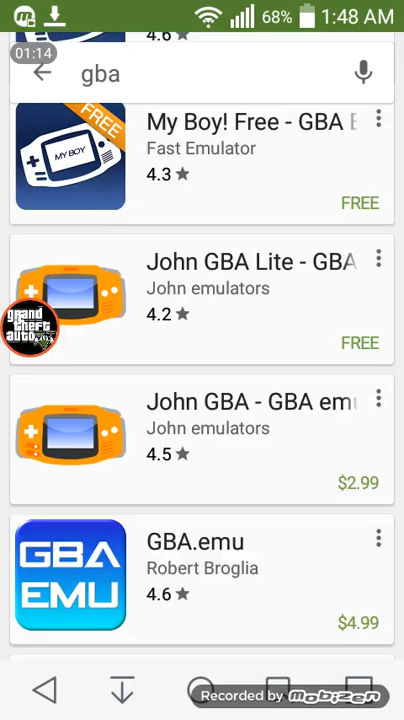 68% 1:48 AM
4.6
01:14
gba
FREE
MY BOY
My Boy! Free - GBA E
Fast Emulator
4.3
FREE
John GBA Lite - GBA
John emulators
4.2
FREE
grand
theft
auto
V
John GBA - GBA emu
John emulators
4.5
$2.99
GBA
EMU
GBA.emu
Robert Broglia
4.6
$4.99
Recorded by mobizen